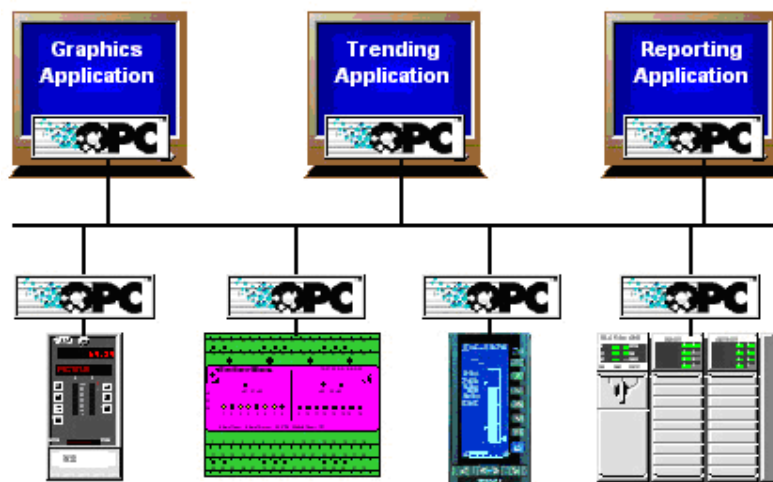 Graphics
Application
Trending
Application
Reporting
Application
OPC
OPC
OPC
OPC
OPC
OPC
OPC